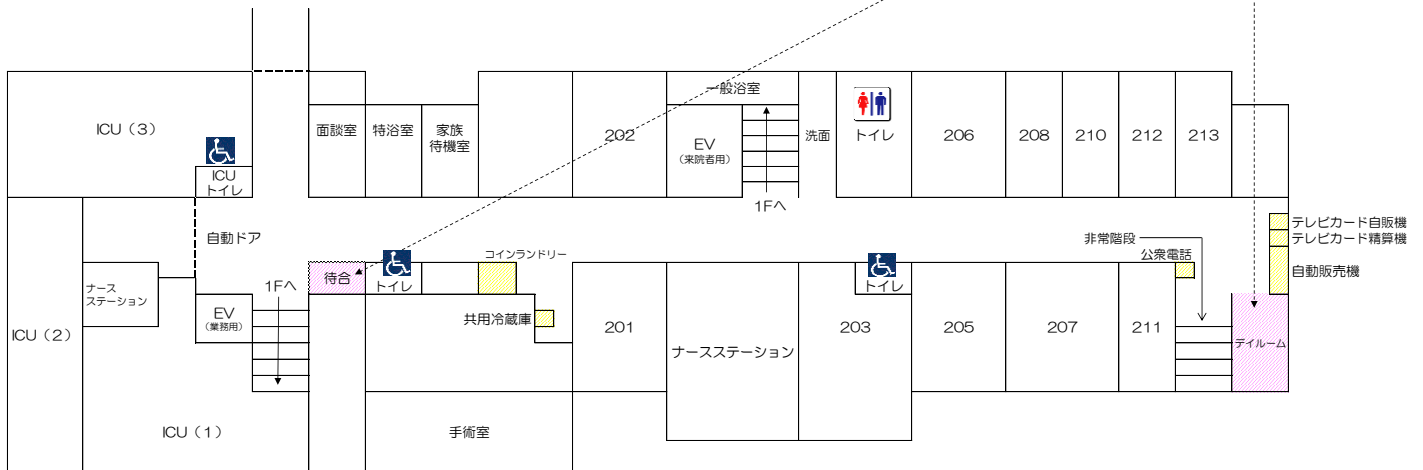 一般浴室
ICU（3）
面談室
特浴室
家族
待機室
202
EV
（来院者用）
洗面
トイレ
206
208
210
212
213
ICU
トイレ
1Fへ
自動ドア
テレビカード自販機
テレビカード精算機
自動販売機
非常階段
公衆電話
コインランドリー
待合
トイレ
トイレ
ナース
ステーション
1Fへ
EV
（業務用）
共用冷蔵庫
201
203
205
207
211
ICU（2）
ナースステーション
デイルーム
ICU（1）
手術室